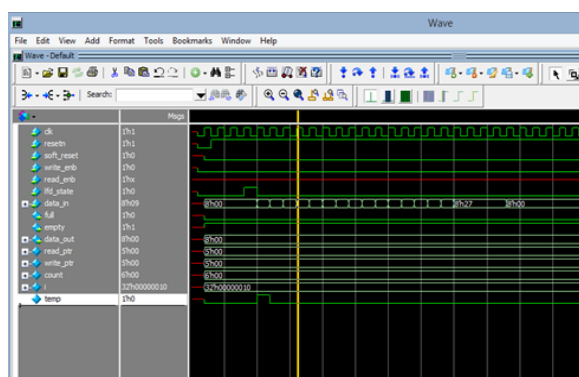 Wave
File Edit View Add Format Tools Bookmarks Window Help
Wave - Default
Search:
Msgs
clk 1'h1
resetn 1'h1
soft_reset 1'h0
write_enb 1'h0
read_enb 1'hx
lfd_state 1'h0
data_in 8'h09 8'h00 8'h27 8'h00
full 1'h0
empty 1'h1
data_out 8'h00 8'h00
read_ptr 5'h00 5'h00
write_ptr 5'h00 5'h00
count 6'h00 6'h00
i 32'h00000010 32'h00000010
temp 1'h0